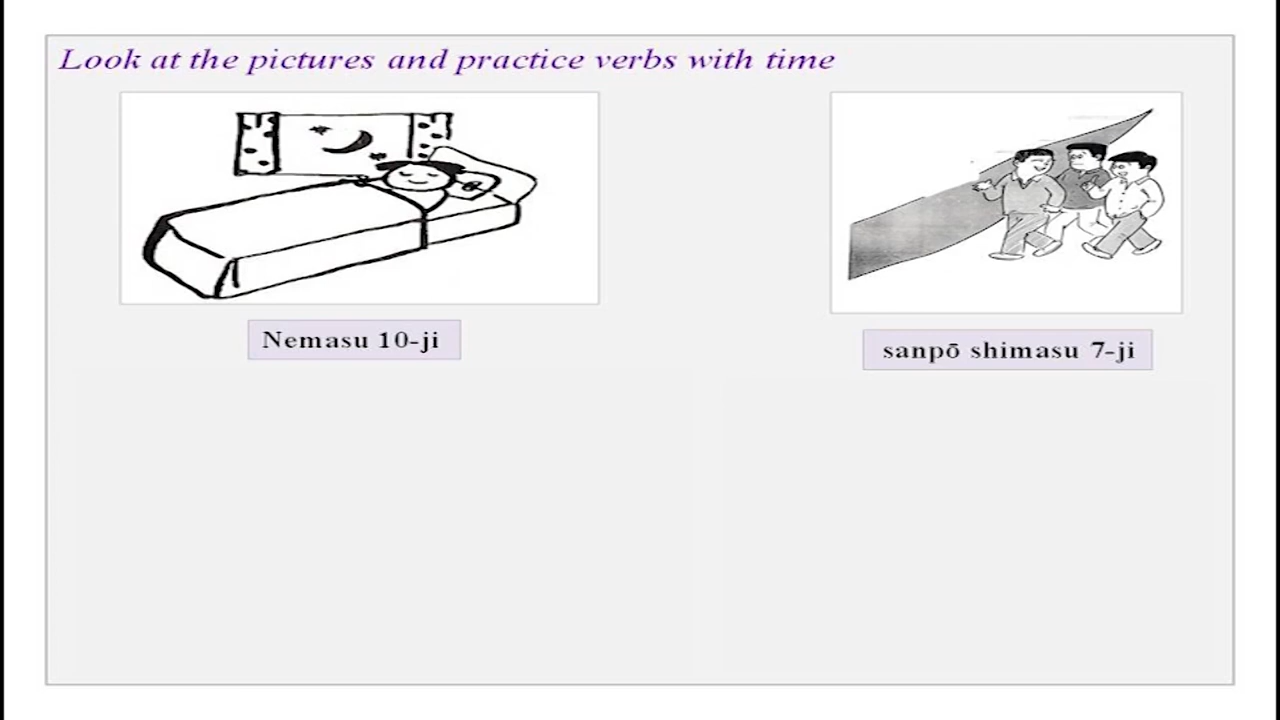 Look at the pictures and practice verbs with time
Nemasu 10-ji
sanpō shimasu 7-ji